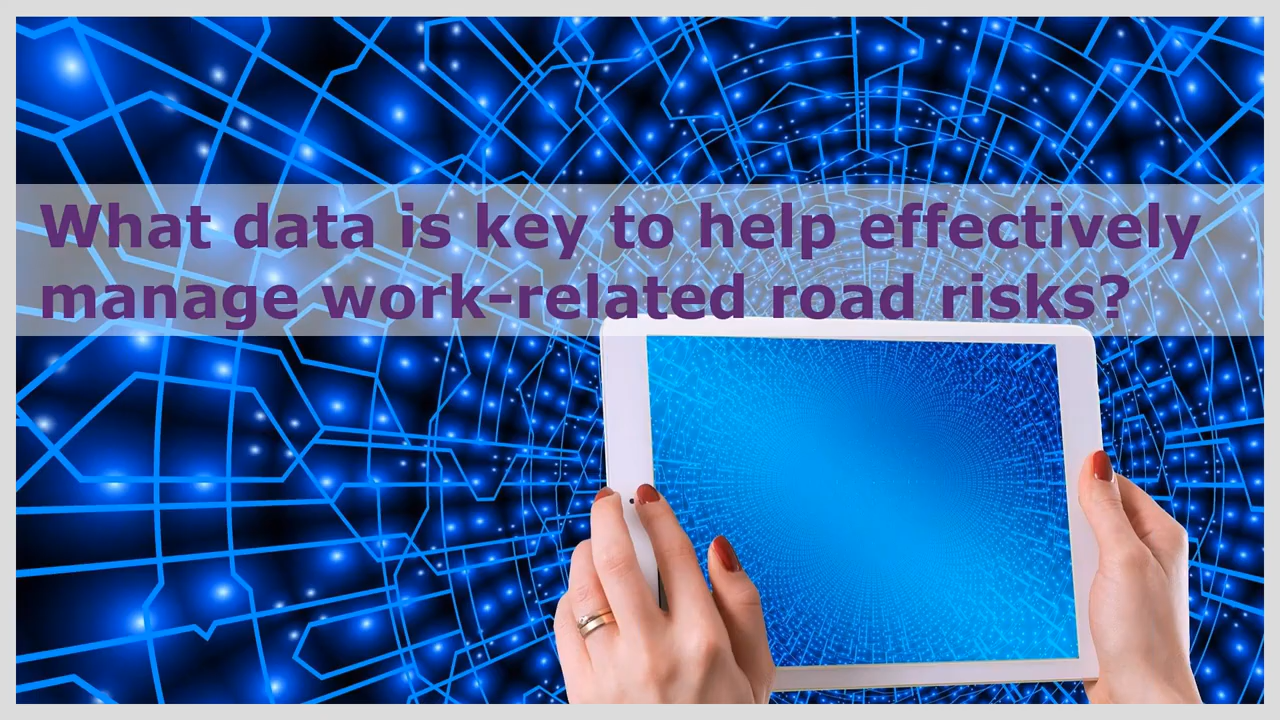 What data is key to help effectively
manage work-related road risks?